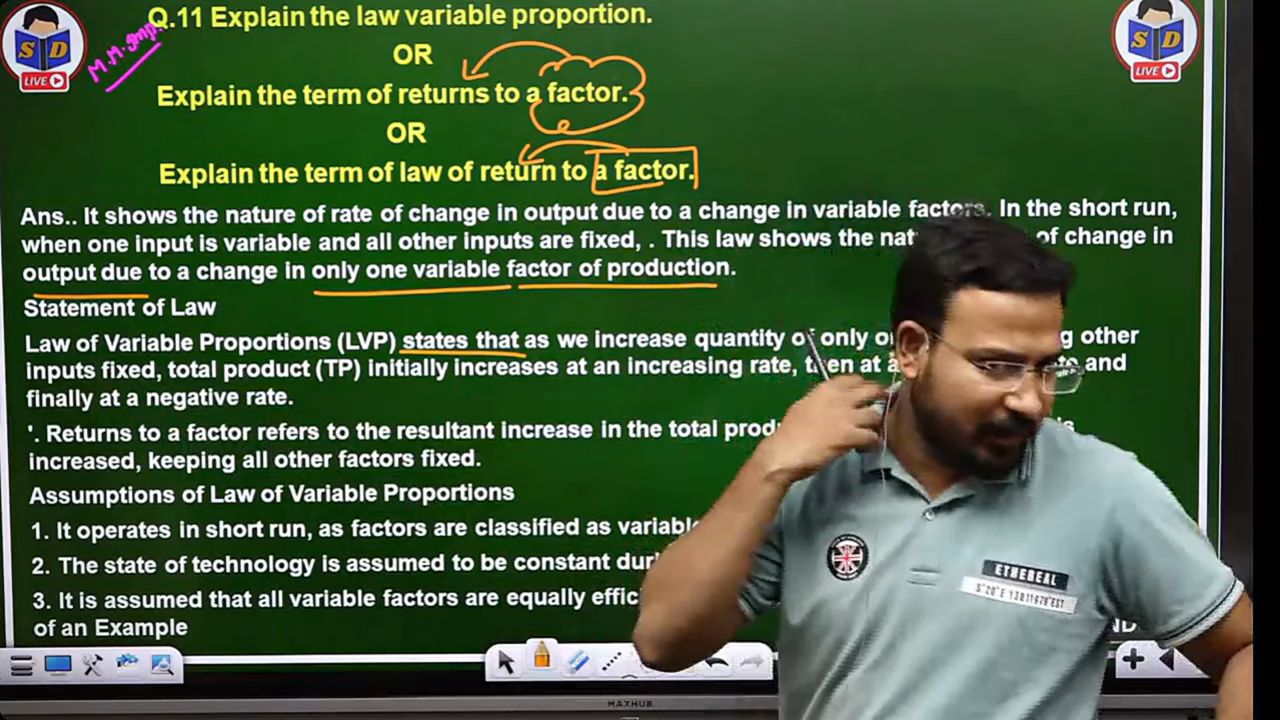 S D
LIVE
M.M.Imp.
Q.11 Explain the law variable proportion.
OR
Explain the term of returns to a factor.
OR
Explain the term of law of return to a factor.
S D
LIVE
Ans.. It shows the nature of rate of change in output due to a change in variable factors. In the short run,
when one input is variable and all other inputs are fixed, . This law shows the of change in
output due to a change in only one variable factor of production.
Statement of Law
Law of Variable Proportions (LVP) states that as we increase quantity of only other
inputs fixed, total product (TP) initially increases at an increasing rate, then at and
finally at a negative rate.
'. Returns to a factor refers to the resultant increase in the total
increased, keeping all other factors fixed.
Assumptions of Law of Variable Proportions
1. It operates in short run, as factors are classified as
2. The state of technology is assumed to be constant
3. It is assumed that all variable factors are equally
of an Example
ETHEREAL
MAXHUB